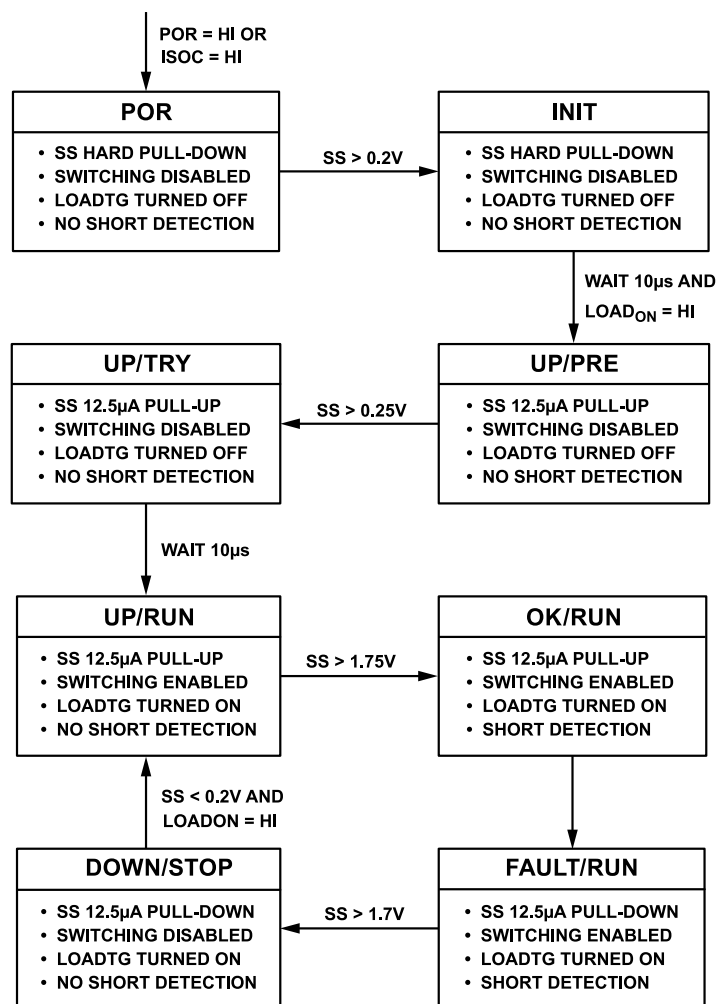 POR = HI OR
ISOC = HI
POR
• SS HARD PULL-DOWN
• SWITCHING DISABLED
• LOADTG TURNED OFF
• NO SHORT DETECTION
SS > 0.2V
INIT
• SS HARD PULL-DOWN
• SWITCHING DISABLED
• LOADTG TURNED OFF
• NO SHORT DETECTION
WAIT 10µs AND
LOADON = HI
UP/PRE
• SS 12.5µA PULL-UP
• SWITCHING DISABLED
• LOADTG TURNED OFF
• NO SHORT DETECTION
SS > 0.25V
UP/TRY
• SS 12.5µA PULL-UP
• SWITCHING DISABLED
• LOADTG TURNED OFF
• NO SHORT DETECTION
WAIT 10µs
UP/RUN
• SS 12.5µA PULL-UP
• SWITCHING ENABLED
• LOADTG TURNED ON
• NO SHORT DETECTION
SS > 1.75V
OK/RUN
• SS 12.5µA PULL-UP
• SWITCHING ENABLED
• LOADTG TURNED ON
• SHORT DETECTION
FAULT/RUN
• SS 12.5µA PULL-DOWN
• SWITCHING ENABLED
• LOADTG TURNED ON
• SHORT DETECTION
SS > 1.7V
DOWN/STOP
• SS 12.5µA PULL-DOWN
• SWITCHING DISABLED
• LOADTG TURNED ON
• NO SHORT DETECTION
SS < 0.2V AND
LOADON = HI